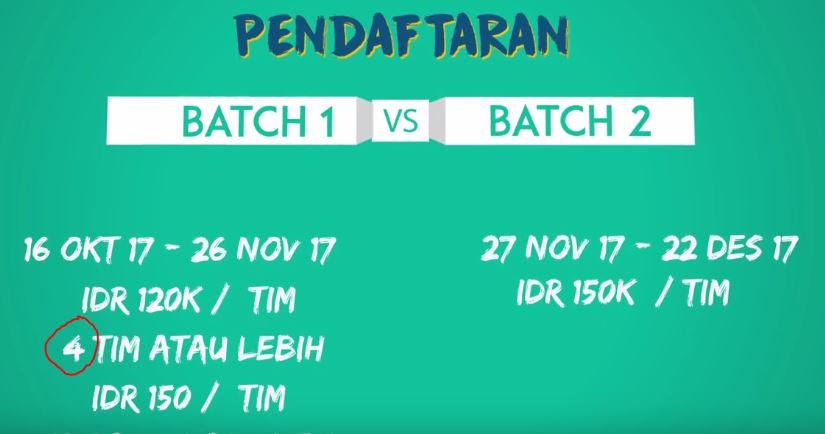 PENDAFTARAN
BATCH 1 VS BATCH 2
16 OKT 17 - 26 NOV 17
IDR 120K / TIM
4 TIM ATAU LEBIH
IDR 150 / TIM
27 NOV 17 - 22 DES 17
IDR 150K / TIM